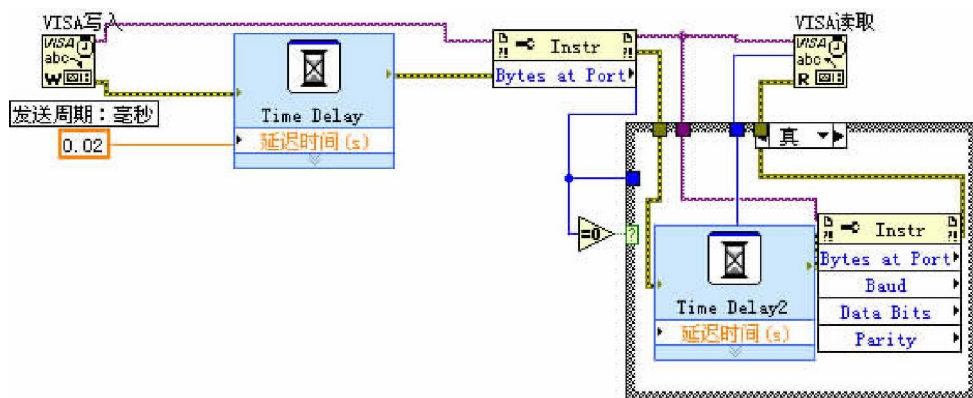 VISA写入
VISA
abc
W
Time Delay
延迟时间(s)
发送周期：毫秒
0.02
Instr
Bytes at Port
VISA读取
VISA
abc
R
真
=0
?
Time Delay2
延迟时间(s)
Instr
Bytes at Port
Baud
Data Bits
Parity